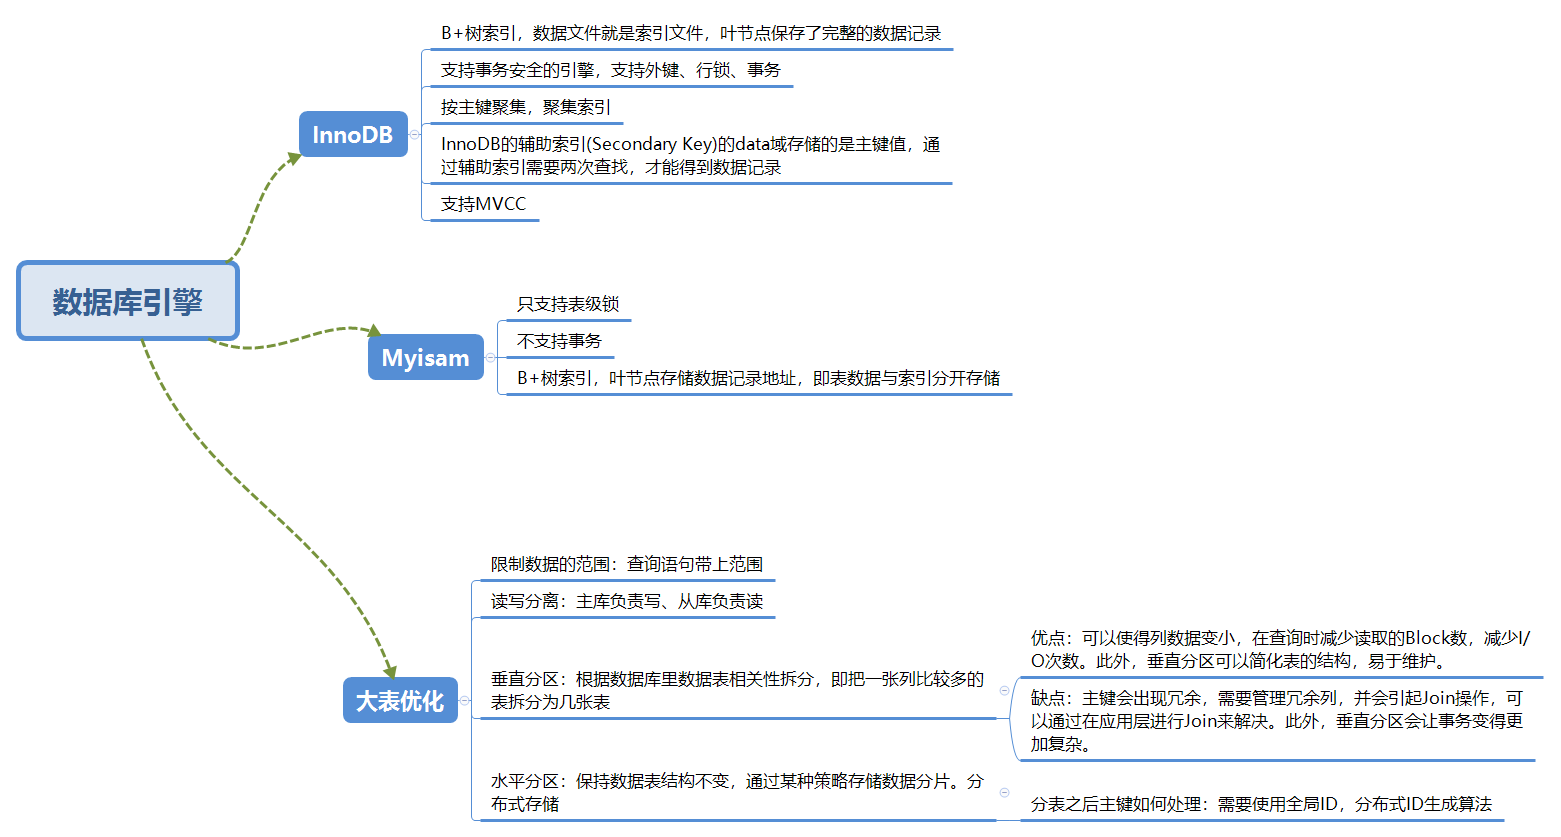 数据库引擎
InnoDB
B+树索引，数据文件就是索引文件，叶节点保存了完整的数据记录
支持事务安全的引擎，支持外键、行锁、事务
按主键聚集，聚集索引
InnoDB的辅助索引(Secondary Key)的data域存储的是主键值，通
过辅助索引需要两次查找，才能得到数据记录
支持MVCC
Myisam
只支持表级锁
不支持事务
B+树索引，叶节点存储数据记录地址，即表数据与索引分开存储
大表优化
限制数据的范围：查询语句带上范围
读写分离：主库负责写、从库负责读
垂直分区：根据数据库里数据表相关性拆分，即把一张列比较多的
表拆分为几张表
优点：可以使得列数据变小，在查询时减少读取的Block数，减少I/
O次数。此外，垂直分区可以简化表的结构，易于维护。
缺点：主键会出现冗余，需要管理冗余列，并会引起Join操作，可
以通过在应用层进行Join来解决。此外，垂直分区会让事务变得更
加复杂。
水平分区：保持数据表结构不变，通过某种策略存储数据分片。分
布式存储
分表之后主键如何处理：需要使用全局ID，分布式ID生成算法